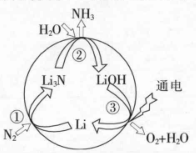 NH₃
H₂O
②
Li₃N
LiOH
通电
①
③
N₂
Li
O₂+H₂O